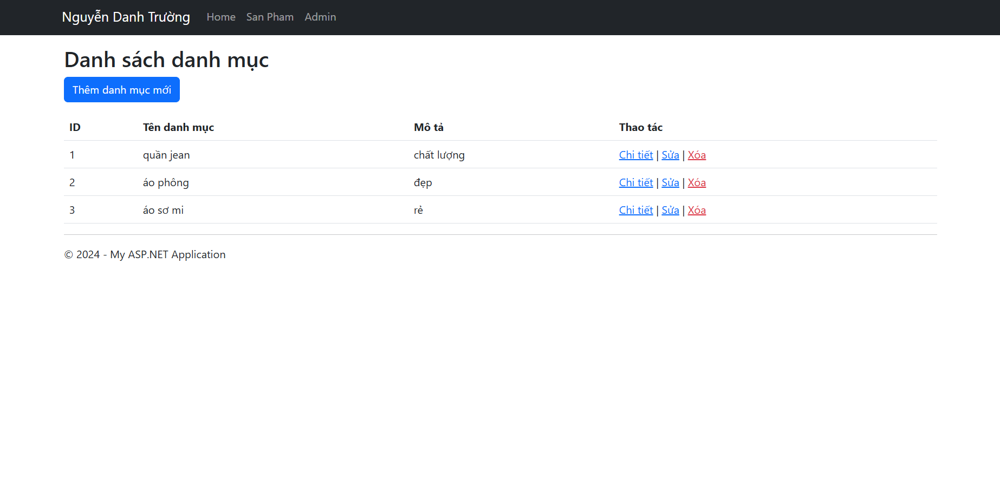 Nguyễn Danh Trường Home San Pham Admin
Danh sách danh mục
Thêm danh mục mới
ID Tên danh mục Mô tả Thao tác
1 quần jean chất lượng Chi tiết | Sửa | Xóa
2 áo phông đẹp Chi tiết | Sửa | Xóa
3 áo sơ mi rẻ Chi tiết | Sửa | Xóa
© 2024 - My ASP.NET Application